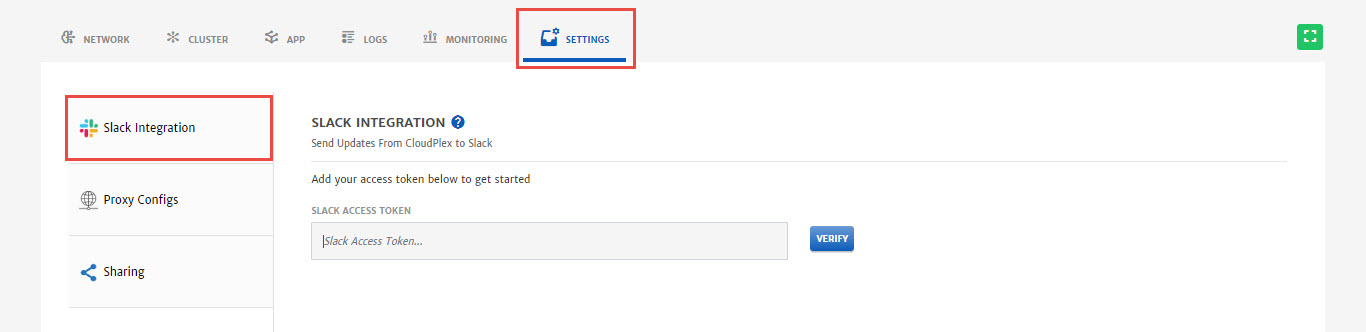 NETWORK CLUSTER APP LOGS MONITORING SETTINGS
Slack Integration
Proxy Configs
Sharing
SLACK INTEGRATION ?
Send Updates From CloudPlex to Slack
Add your access token below to get started
SLACK ACCESS TOKEN
Slack Access Token...
VERIFY